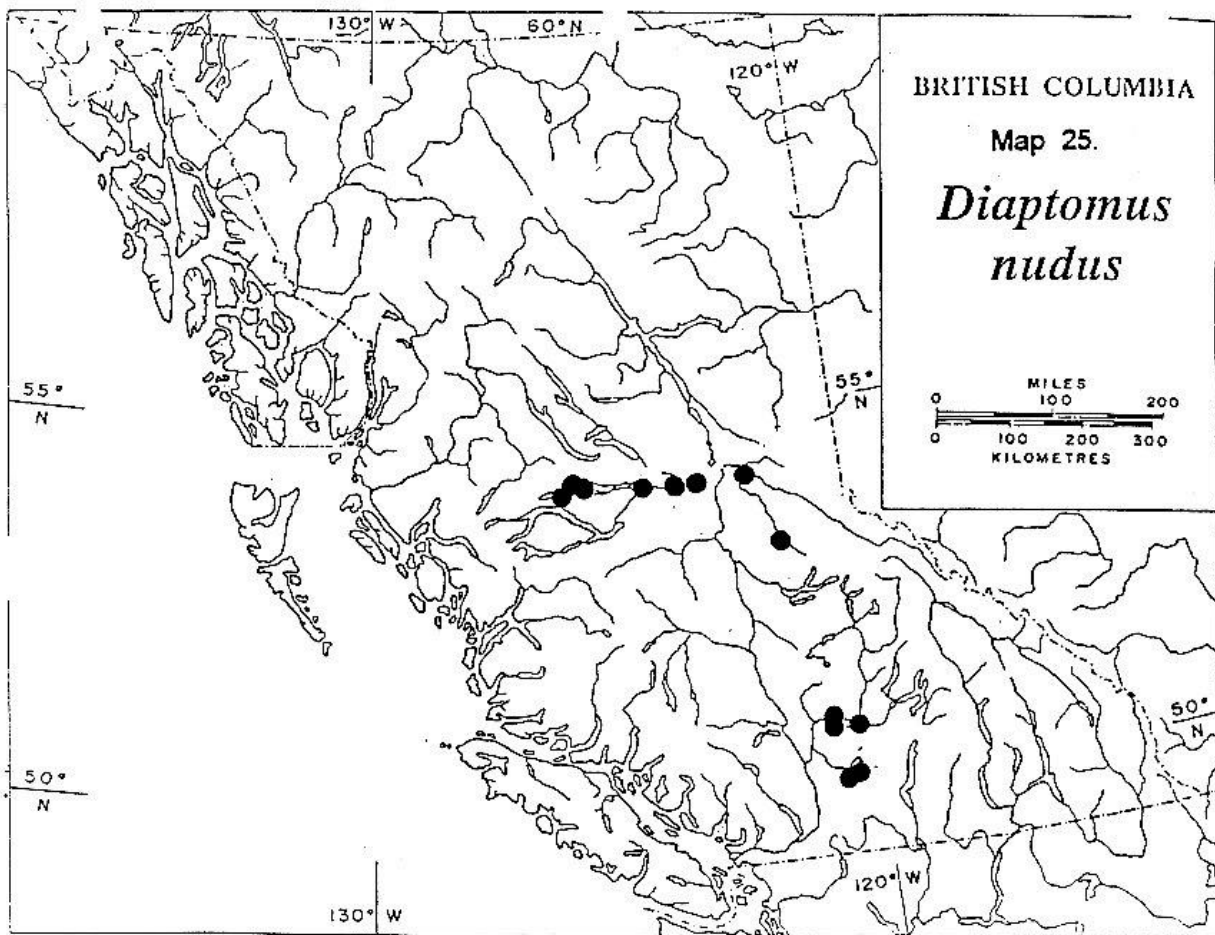 130° W
60° N
120° W
BRITISH COLUMBIA
Map 25.
Diaptomus
nudus
MILES
0 100 200
0 100 200 300
KILOMETRES
55°
N
55°
N
50°
N
50°
N
130° W
120° W